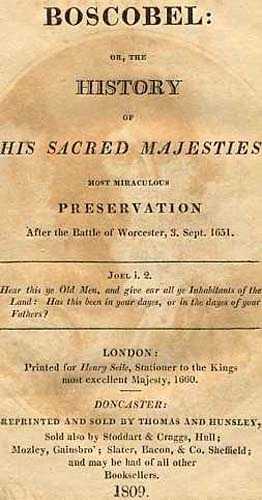 BOSCOBEL:
OR, THE
HISTORY
OF
HIS SACRED MAJESTIES
MOST MIRACULOUS
PRESERVATION
After the Battle of Worcester, 3. Sept. 1651.
JOEL i. 2.
Hear this ye Old Men, and give ear all ye Inhabitants of the
Land: Has this been in your dayes, or in the dayes of your
Fathers?
LONDON:
Printed for Henry Seile, Stationer to the Kings
most excellent Majesty, 1660.
DONCASTER:
REPRINTED AND SOLD BY THOMAS AND HUNSLEY,
Sold also by Stoddart & Craggs, Hull;
Mozley, Gainsbro'; Slater, Bacon, & Co. Sheffield;
and may be had of all other
Booksellers.
1809.